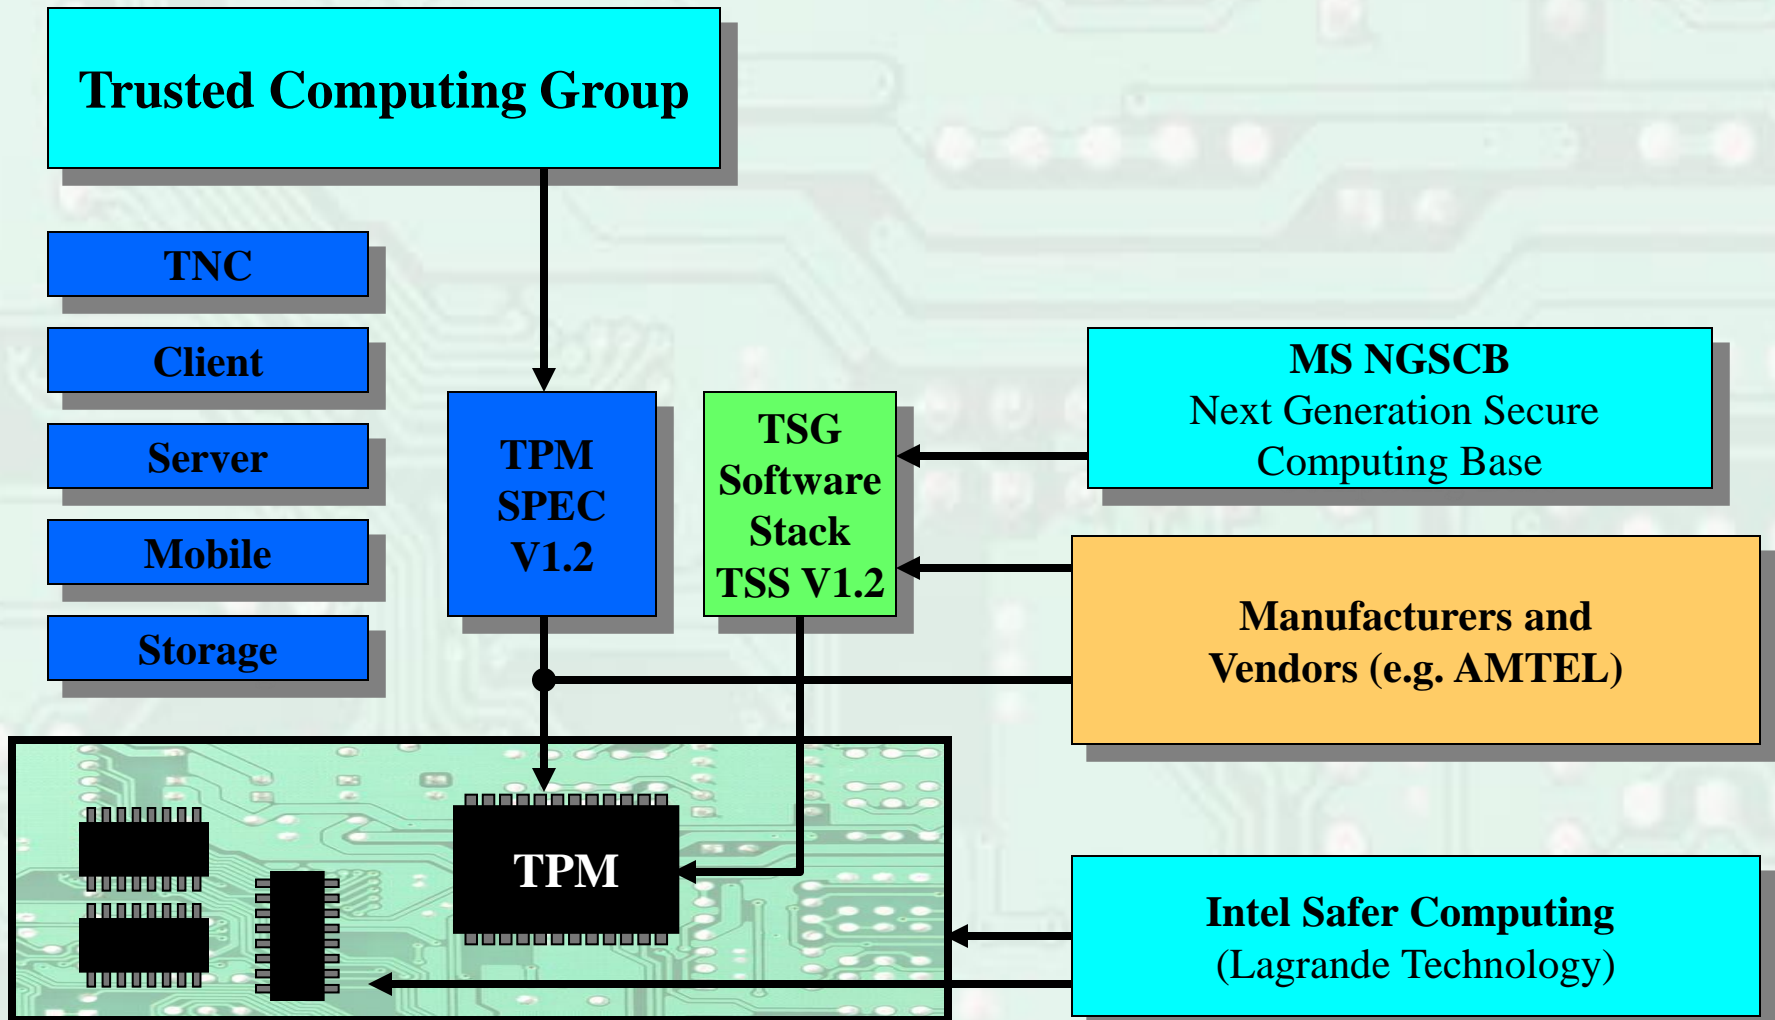 Trusted Computing Group
TNC
Client
Server
Mobile
Storage
TPM
SPEC
V1.2
TSG
Software
Stack
TSS V1.2
MS NGSCB
Next Generation Secure
Computing Base
Manufacturers and
Vendors (e.g. AMTEL)
TPM
Intel Safer Computing
(Lagrande Technology)